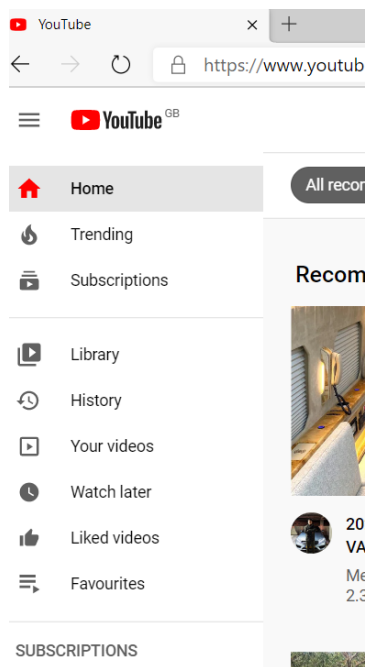 YouTube
https://www.youtub
YouTube GB
Home
All recor
Trending
Subscriptions
Recom
Library
History
Your videos
Watch later
20
VA
Liked videos
Me
2.3
Favourites
SUBSCRIPTIONS